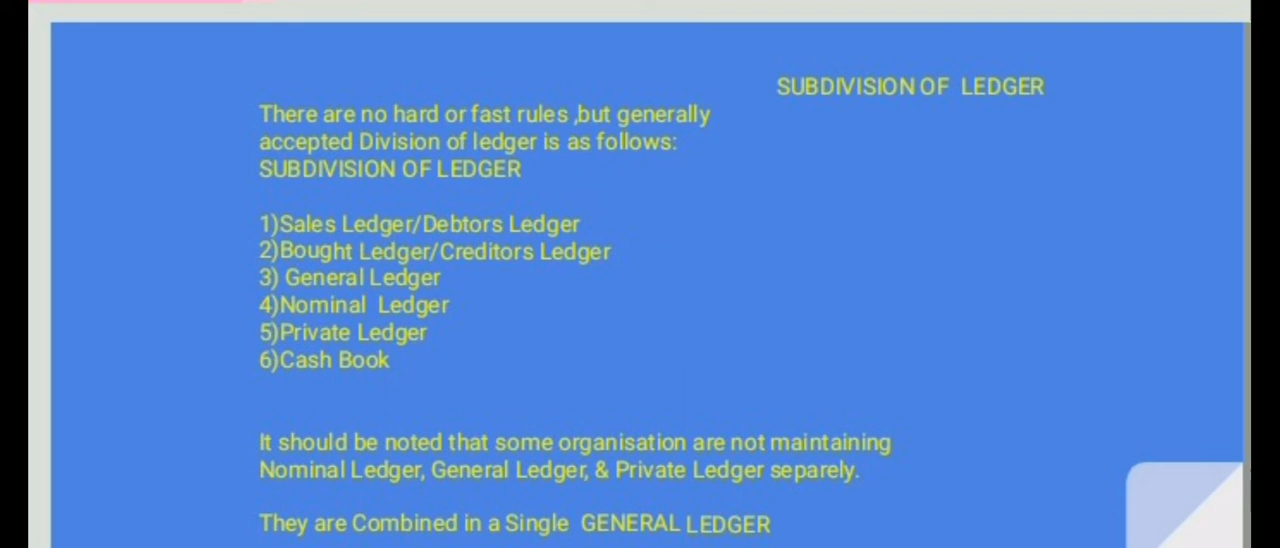 SUBDIVISION OF LEDGER
There are no hard or fast rules ,but generally
accepted Division of ledger is as follows:
SUBDIVISION OF LEDGER
1)Sales Ledger/Debtors Ledger
2)Bought Ledger/Creditors Ledger
3) General Ledger
4)Nominal Ledger
5)Private Ledger
6)Cash Book
It should be noted that some organisation are not maintaining
Nominal Ledger, General Ledger, & Private Ledger separely.
They are Combined in a Single GENERAL LEDGER